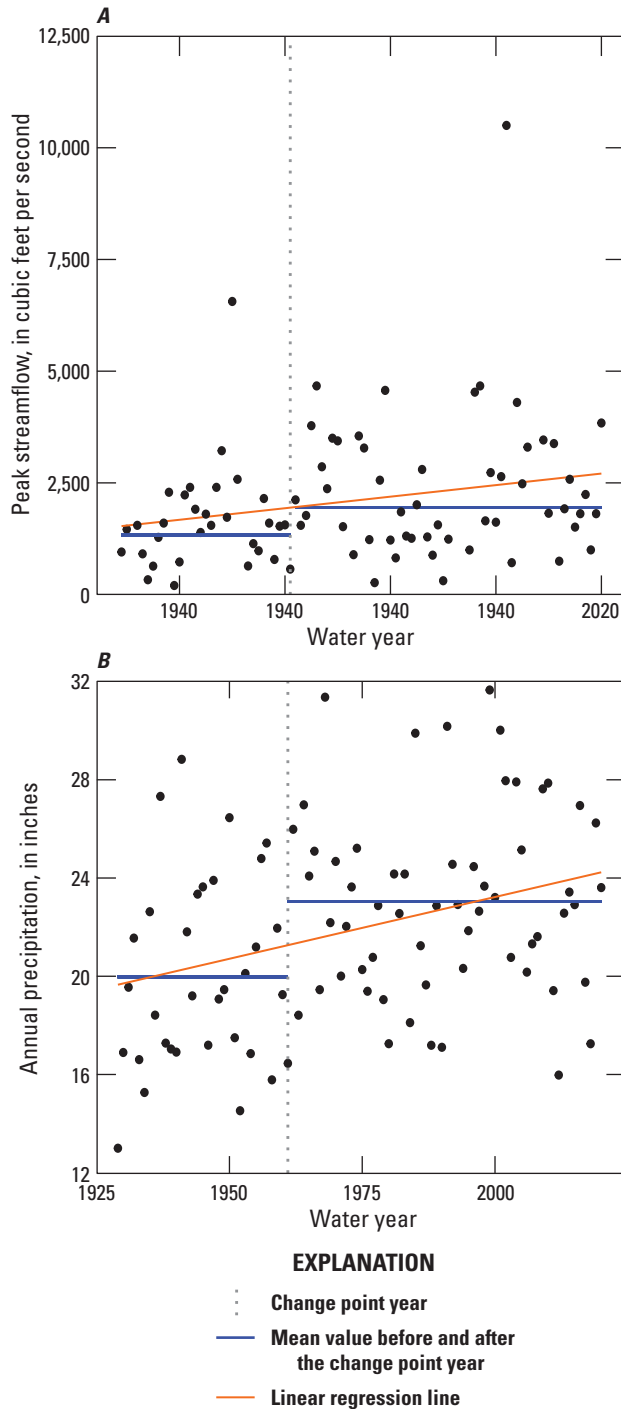 A
12,500
10,000
7,500
5,000
2,500
0
Peak streamflow, in cubic feet per second
1940 1940 1940 1940 2020
Water year
B
32
28
24
20
16
12
Annual precipitation, in inches
1925 1950 1975 2000
Water year
EXPLANATION
Change point year
Mean value before and after
the change point year
Linear regression line